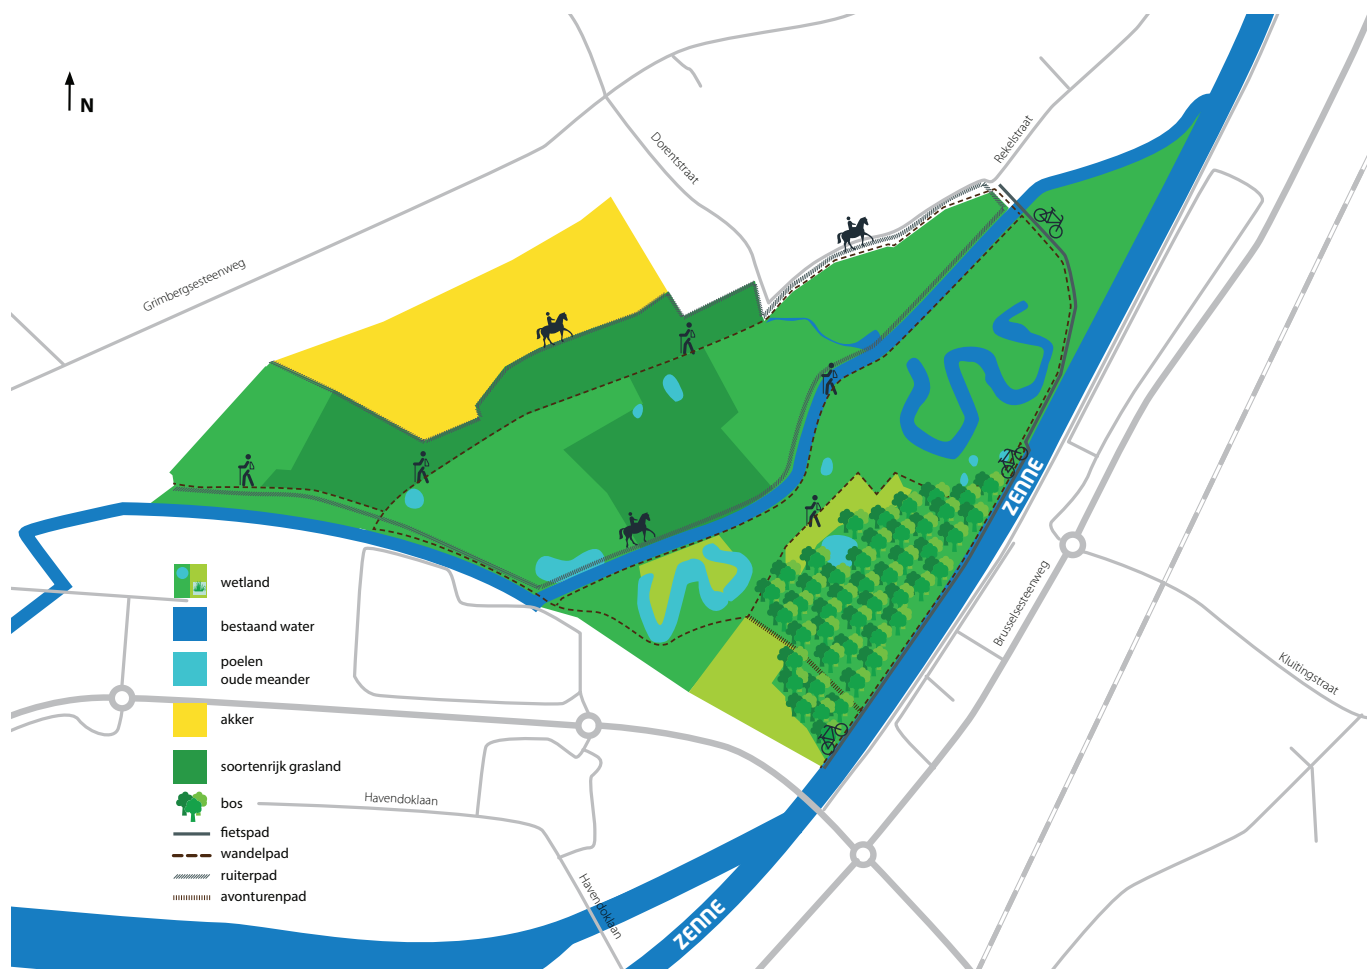 N
Dorentstraat
Rekelstraat
Grimbergsesteenweg
ZENNE
Brusselsesteenweg
Kluitingstraat
wetland
bestaand water
poelen
oude meander
akker
soortenrijk grasland
bos
Havendoklaan
fietspad
wandelpad
ruiterpad
avonturenpad
Havendoklaan
ZENNE